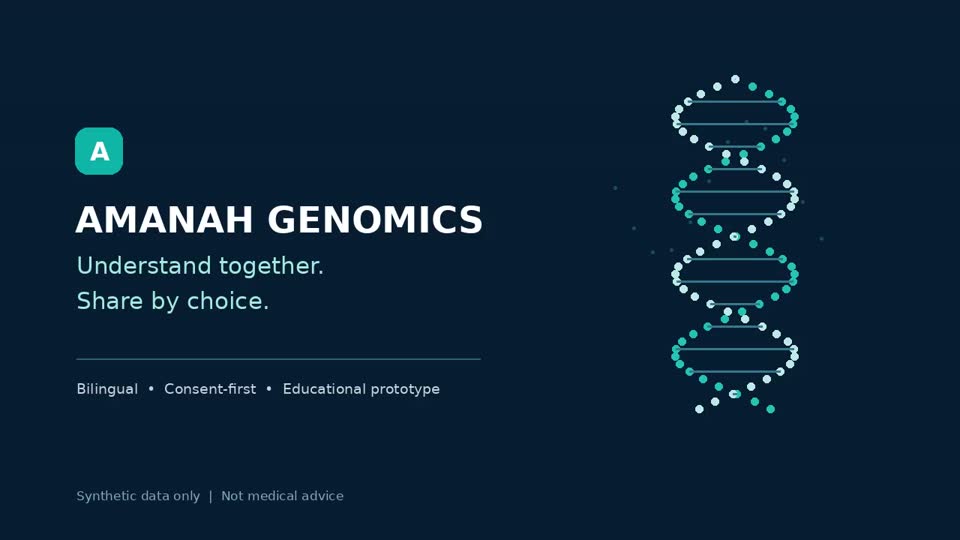 A
AMANAH GENOMICS
Understand together.
Share by choice.
Bilingual • Consent-first • Educational prototype
Synthetic data only | Not medical advice